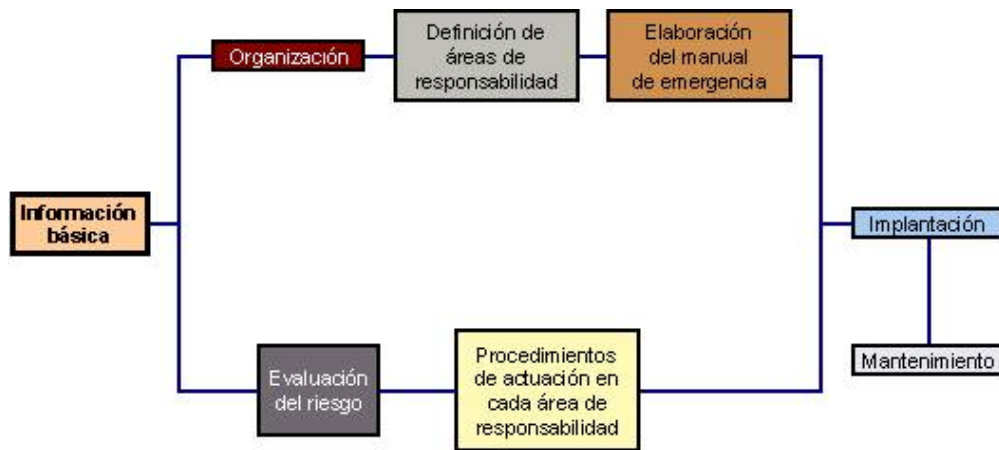 Organización
Definición de
áreas de
responsabilidad
Elaboración
del manual
de emergencia
Información
básica
Implantación
Evaluación
del riesgo
Procedimientos
de actuación en
cada área de
responsabilidad
Mantenimiento